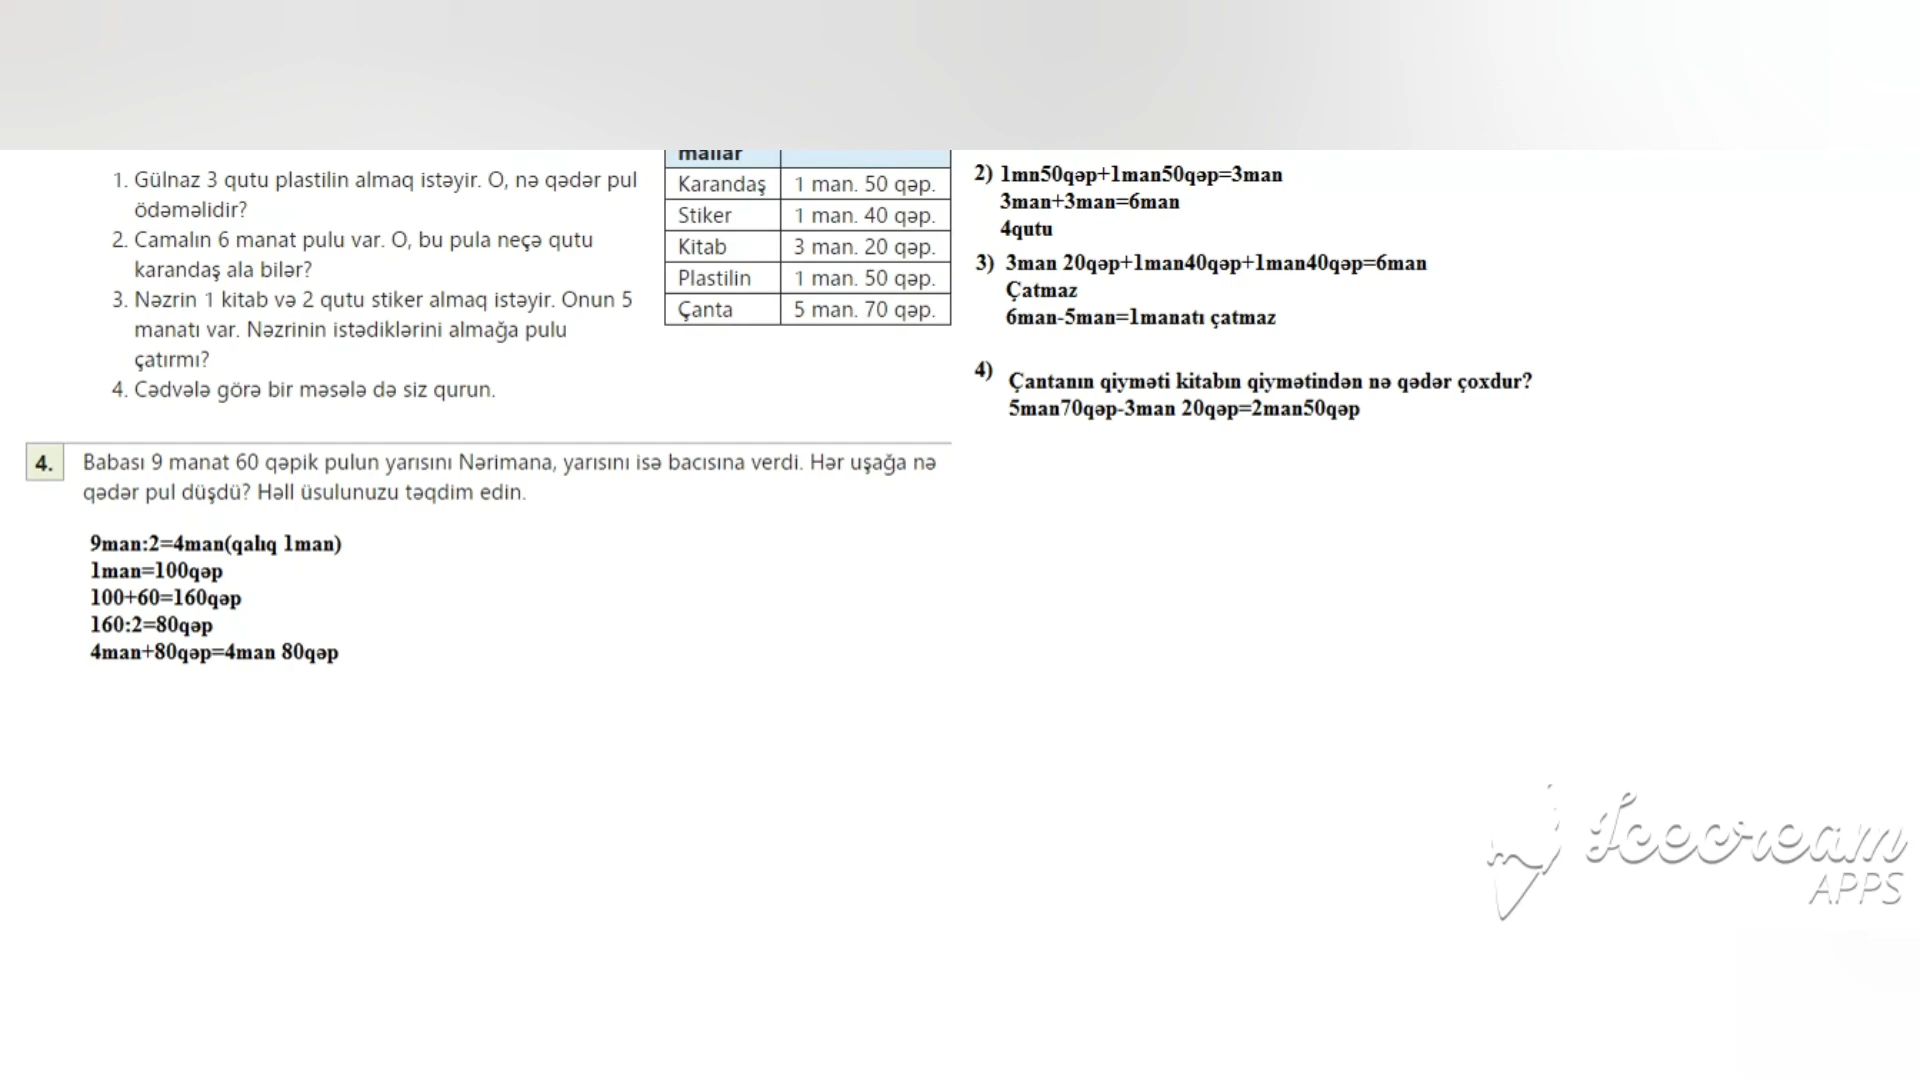 mallar
1. Gülnaz 3 qutu plastilin almaq istəyir. O, nə qədər pul
ödəməlidir?
2. Camalın 6 manat pulu var. O, bu pula neçə qutu
karandaş ala bilər?
3. Nəzrin 1 kitab və 2 qutu stiker almaq istəyir. Onun 5
manatı var. Nəzrinin istədiklərini almağa pulu
çatırmı?
4. Cədvələ görə bir məsələ də siz qurun.
Karandaş 1 man. 50 qəp.
Stiker 1 man. 40 qəp.
Kitab 3 man. 20 qəp.
Plastilin 1 man. 50 qəp.
Çanta 5 man. 70 qəp.
2) 1mn50qəp+1man50qəp=3man
3man+3man=6man
4qutu
3) 3man 20qəp+1man40qəp+1man40qəp=6man
Çatmaz
6man-5man=1manatı çatmaz
4) Çantanın qiyməti kitabın qiymətindən nə qədər çoxdur?
5man70qəp-3man 20qəp=2man50qəp
4. Babası 9 manat 60 qəpik pulun yarısını Nərimana, yarısını isə bacısına verdi. Hər uşağa nə
qədər pul düşdü? Həll üsulunuzu təqdim edin.
9man:2=4man(qalıq 1man)
1man=100qəp
100+60=160qəp
160:2=80qəp
4man+80qəp=4man 80qəp
Icecream
APPS